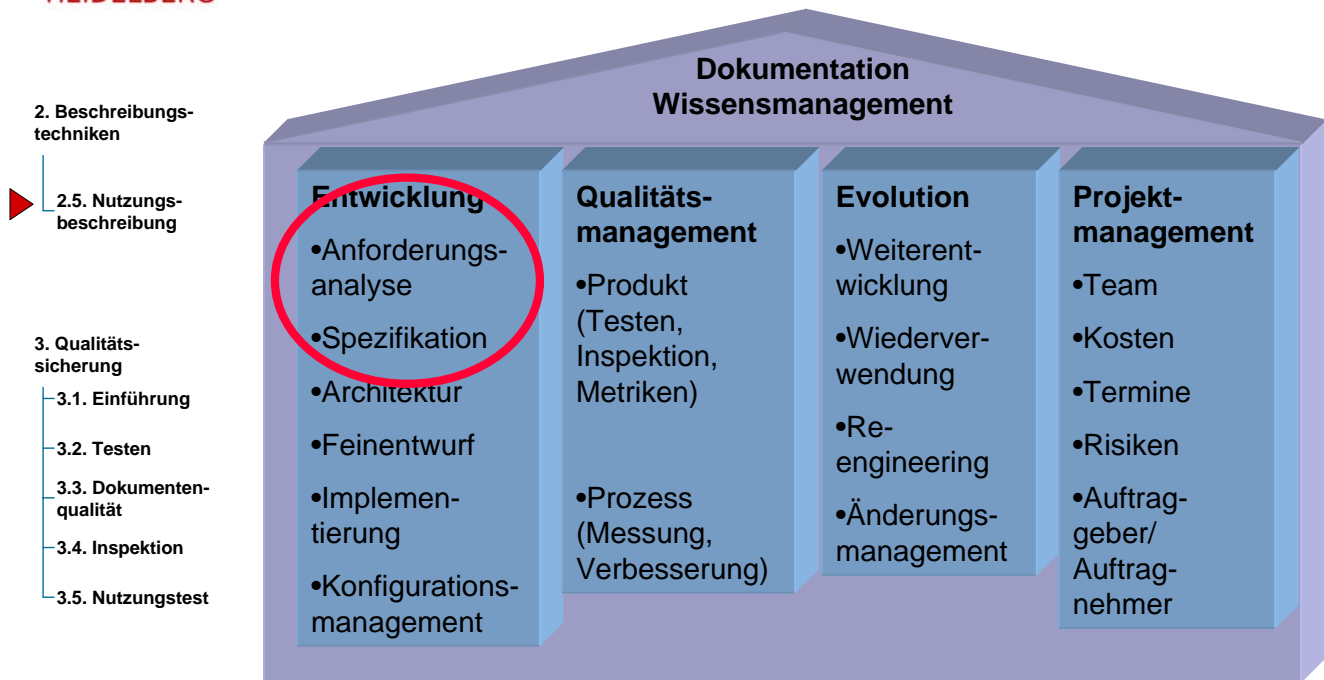 Dokumentation
Wissensmanagement
2. Beschreibungs-
techniken
2.5. Nutzungs-
beschreibung
3. Qualitäts-
sicherung
3.1. Einführung
3.2. Testen
3.3. Dokumenten-
qualität
3.4. Inspektion
3.5. Nutzungstest
Entwicklung
•Anforderungs-
analyse
•Spezifikation
•Architektur
•Feinentwurf
•Implemen-
tierung
•Konfigurations-
management
Qualitäts-
management
•Produkt
(Testen,
Inspektion,
Metriken)
•Prozess
(Messung,
Verbesserung)
Evolution
•Weiterent-
wicklung
•Wiederver-
wendung
•Re-
engineering
•Änderungs-
management
Projekt-
management
•Team
•Kosten
•Termine
•Risiken
•Auftrag-
geber/
Auftrag-
nehmer